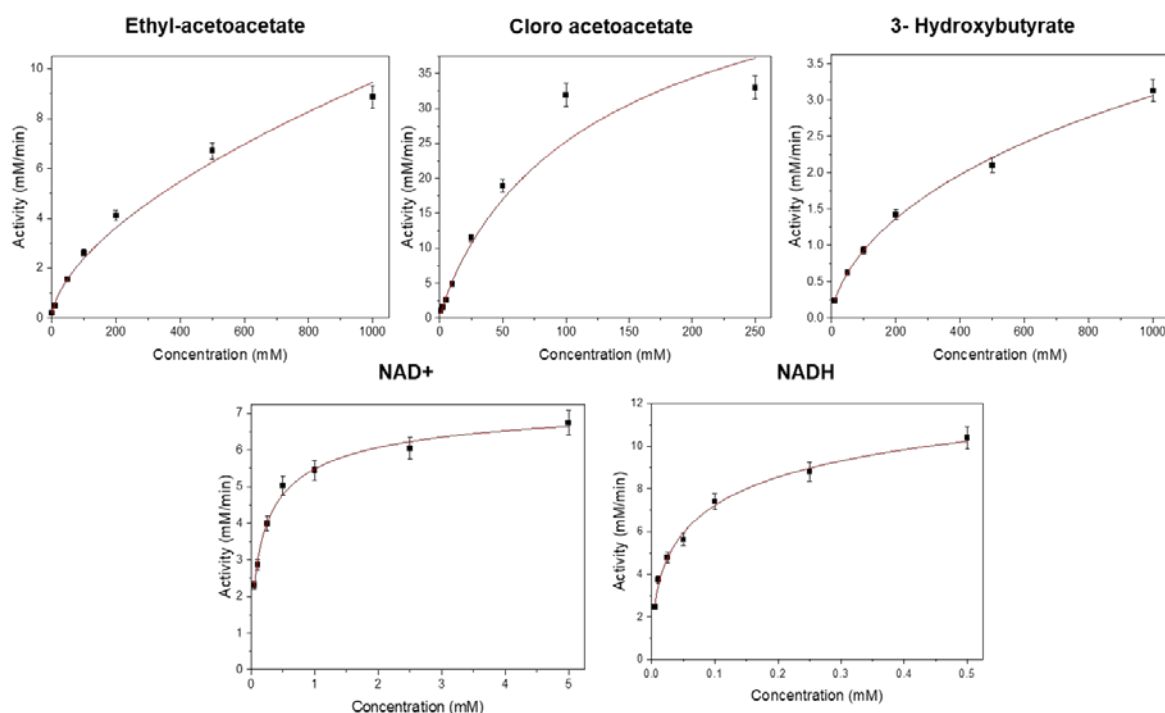 Ethyl-acetoacetate
10
8
6
4
2
0
Activity (mM/min)
0 200 400 600 800 1000
Concentration (mM)
Cloro acetoacetate
35
30
25
20
15
10
5
0
Activity (mM/min)
0 50 100 150 200 250
Concentration (mM)
3- Hydroxybutyrate
3.5
3.0
2.5
2.0
1.5
1.0
0.5
0.0
Activity (mM/min)
0 200 400 600 800 1000
Concentration (mM)
NAD+
7
6
5
4
3
2
1
0
Activity (mM/min)
0 1 2 3 4 5
Concentration (mM)
NADH
12
10
8
6
4
2
0
Activity (mM/min)
0.0 0.1 0.2 0.3 0.4 0.5
Concentration (mM)